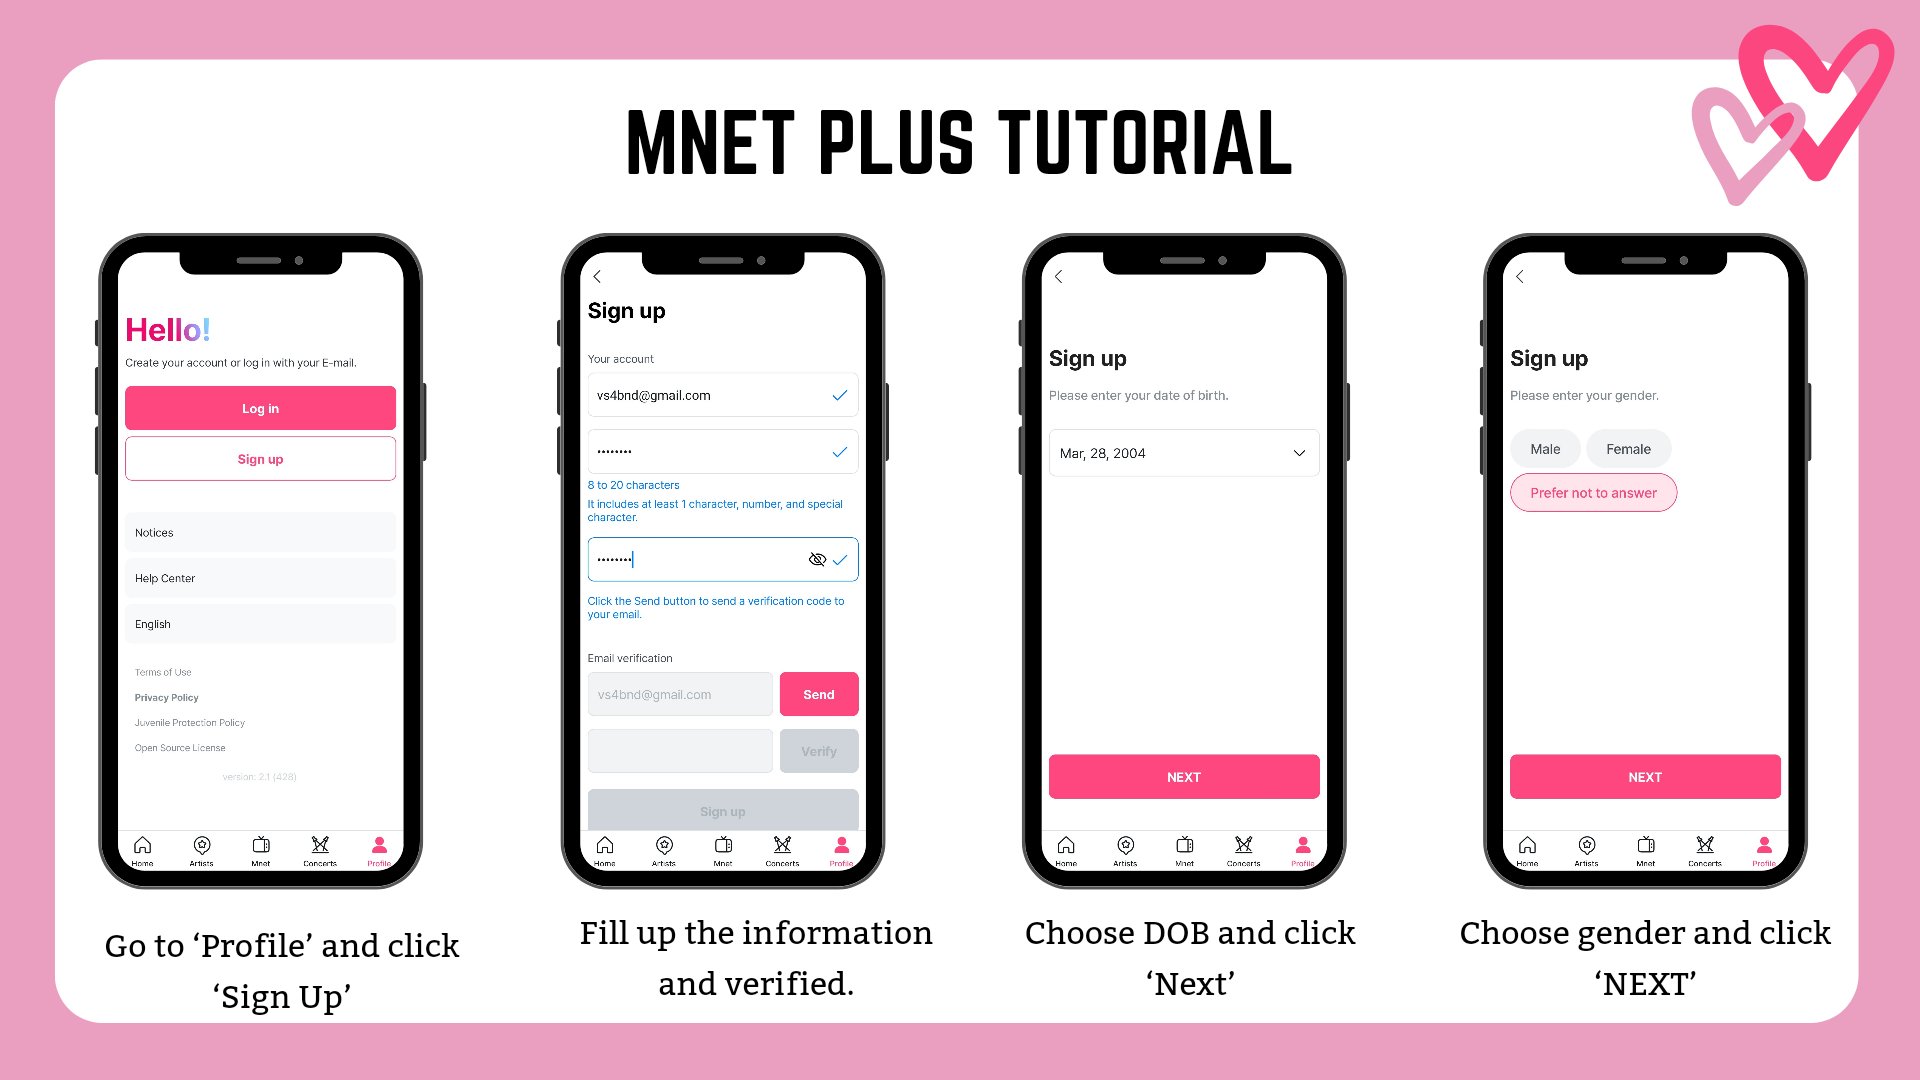 MNET PLUS TUTORIAL
Hello!
Create your account or log in with your E-mail.
Log in
Sign up
Notices
Help Center
English
Terms of Use
Privacy Policy
Juvenile Protection Policy
Open Source License
version: 2.1 (428)
Home Artists Mnet Concerts Profile
Go to ‘Profile’ and click
‘Sign Up’
Sign up
Your account
vs4bnd@gmail.com
••••••••
8 to 20 characters
It includes at least 1 character, number, and special
character.
••••••••
Click the Send button to send a verification code to
your email.
Email verification
vs4bnd@gmail.com
Send
Verify
Sign up
Home Artists Mnet Concerts Profile
Fill up the information
and verified.
Sign up
Please enter your date of birth.
Mar, 28, 2004
NEXT
Home Artists Mnet Concerts Profile
Choose DOB and click
‘Next’
Sign up
Please enter your gender.
Male Female
Prefer not to answer
NEXT
Home Artists Mnet Concerts Profile
Choose gender and click
‘NEXT’